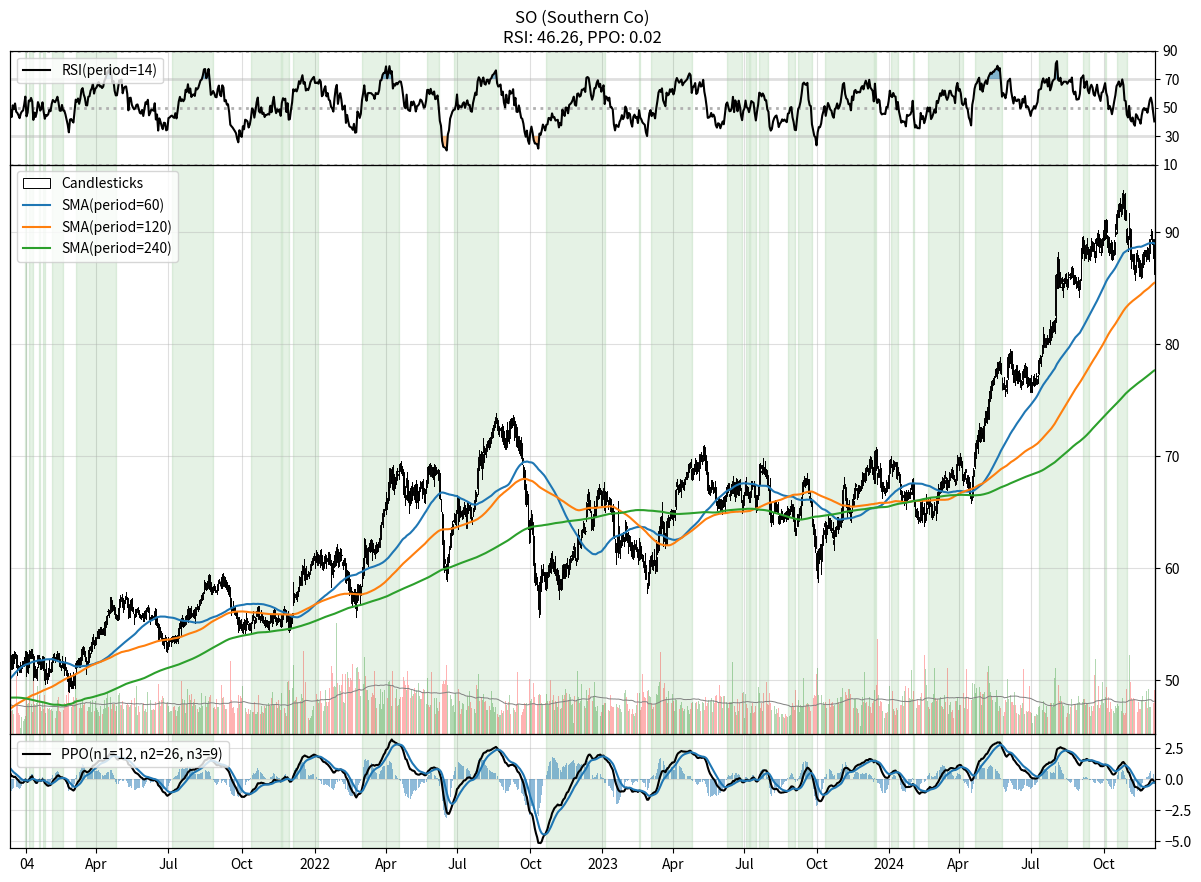 SO (Southern Co)
RSI: 46.26, PPO: 0.02
RSI(period=14)
90
70
50
30
10
Candlesticks
SMA(period=60)
SMA(period=120)
SMA(period=240)
90
80
70
60
50
PPO(n1=12, n2=26, n3=9)
2.5
0.0
−2.5
−5.0
04 Apr Jul Oct 2022 Apr Jul Oct 2023 Apr Jul Oct 2024 Apr Jul Oct